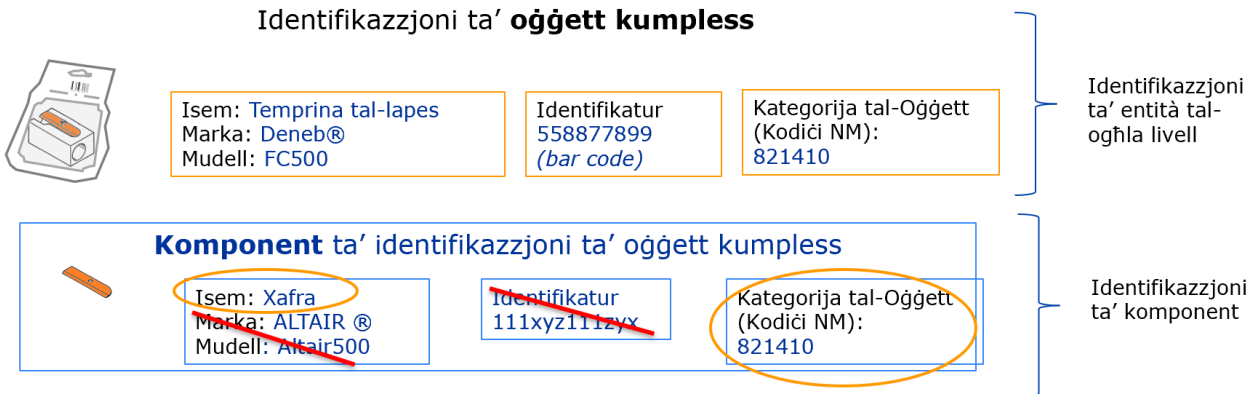 Identifikazzjoni ta’ oġġett kumpless
Isem: Temprina tal-lapes
Marka: Deneb®
Mudell: FC500
Identifikatur
558877899
(bar code)
Kategorija tal-Oġġett
(Kodiċi NM):
821410
Identifikazzjoni
ta’ entità tal-
ogħla livell
Komponent ta’ identifikazzjoni ta’ oġġett kumpless
Isem: Xafra
Marka: ALTAIR ®
Mudell: Altair500
Identifikatur
111xyz111zyx
Kategorija tal-Oġġett
(Kodiċi NM):
821410
Identifikazzjoni
ta’ komponent